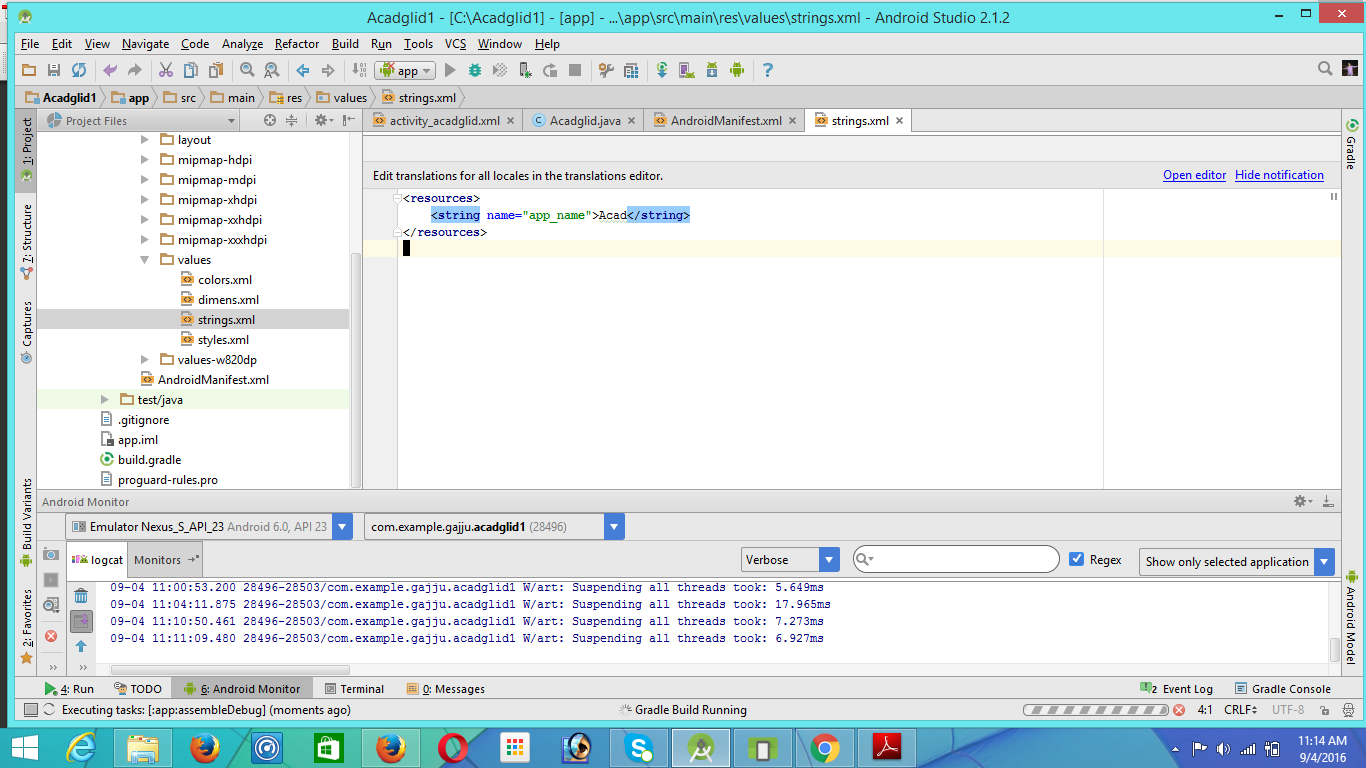 Acadglid1 - [C:\Acadglid1] - [app] - ...\app\src\main\res\values\strings.xml - Android Studio 2.1.2
File Edit View Navigate Code Analyze Refactor Build Run Tools VCS Window Help
app
Acadglid1 app src main res values strings.xml
Project Files
activity_acadglid.xml Acadglid.java AndroidManifest.xml strings.xml
1: Project
7: Structure
Captures
Build Variants
2: Favorites
layout
mipmap-hdpi
mipmap-mdpi
mipmap-xhdpi
mipmap-xxhdpi
mipmap-xxxhdpi
values
colors.xml
dimens.xml
strings.xml
styles.xml
values-w820dp
AndroidManifest.xml
test/java
.gitignore
app.iml
build.gradle
proguard-rules.pro
Edit translations for all locales in the translations editor. Open editor Hide notification
<resources>
<string name="app_name">Acad</string>
</resources>
Gradle
Android Model
Android Monitor
Emulator Nexus_S_API_23 Android 6.0, API 23 com.example.gajju.acadglid1 (28496)
logcat Monitors Verbose Regex Show only selected application
09-04 11:00:53.200 28496-28503/com.example.gajju.acadglid1 W/art: Suspending all threads took: 5.649ms
09-04 11:04:11.875 28496-28503/com.example.gajju.acadglid1 W/art: Suspending all threads took: 17.965ms
09-04 11:10:50.461 28496-28503/com.example.gajju.acadglid1 W/art: Suspending all threads took: 7.273ms
09-04 11:11:09.480 28496-28503/com.example.gajju.acadglid1 W/art: Suspending all threads took: 6.927ms
4: Run TODO 6: Android Monitor Terminal 0: Messages 2 Event Log Gradle Console
Executing tasks: [:app:assembleDebug] (moments ago) Gradle Build Running 4:1 CRLF UTF-8
11:14 AM
9/4/2016